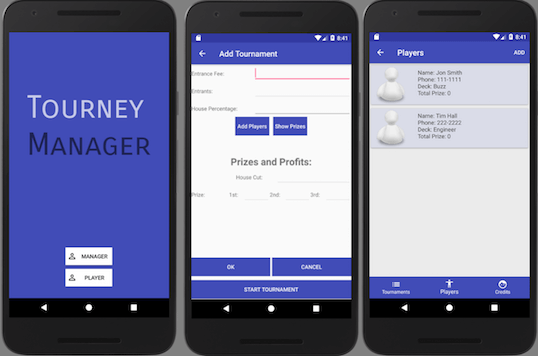 TOURNEY
MANAGER
MANAGER
PLAYER
8:41
Add Tournament
Entrance Fee:
Entrants:
House Percentage:
Add Players
Show Prizes
Prizes and Profits:
House Cut:
Prize: 1st: 2nd: 3rd:
OK CANCEL
START TOURNAMENT
8:41
Players ADD
Name: Jon Smith
Phone: 111-1111
Deck: Buzz
Total Prize: 0
Name: Tim Hall
Phone: 222-2222
Deck: Engineer
Total Prize: 0
Tournaments Players Credits